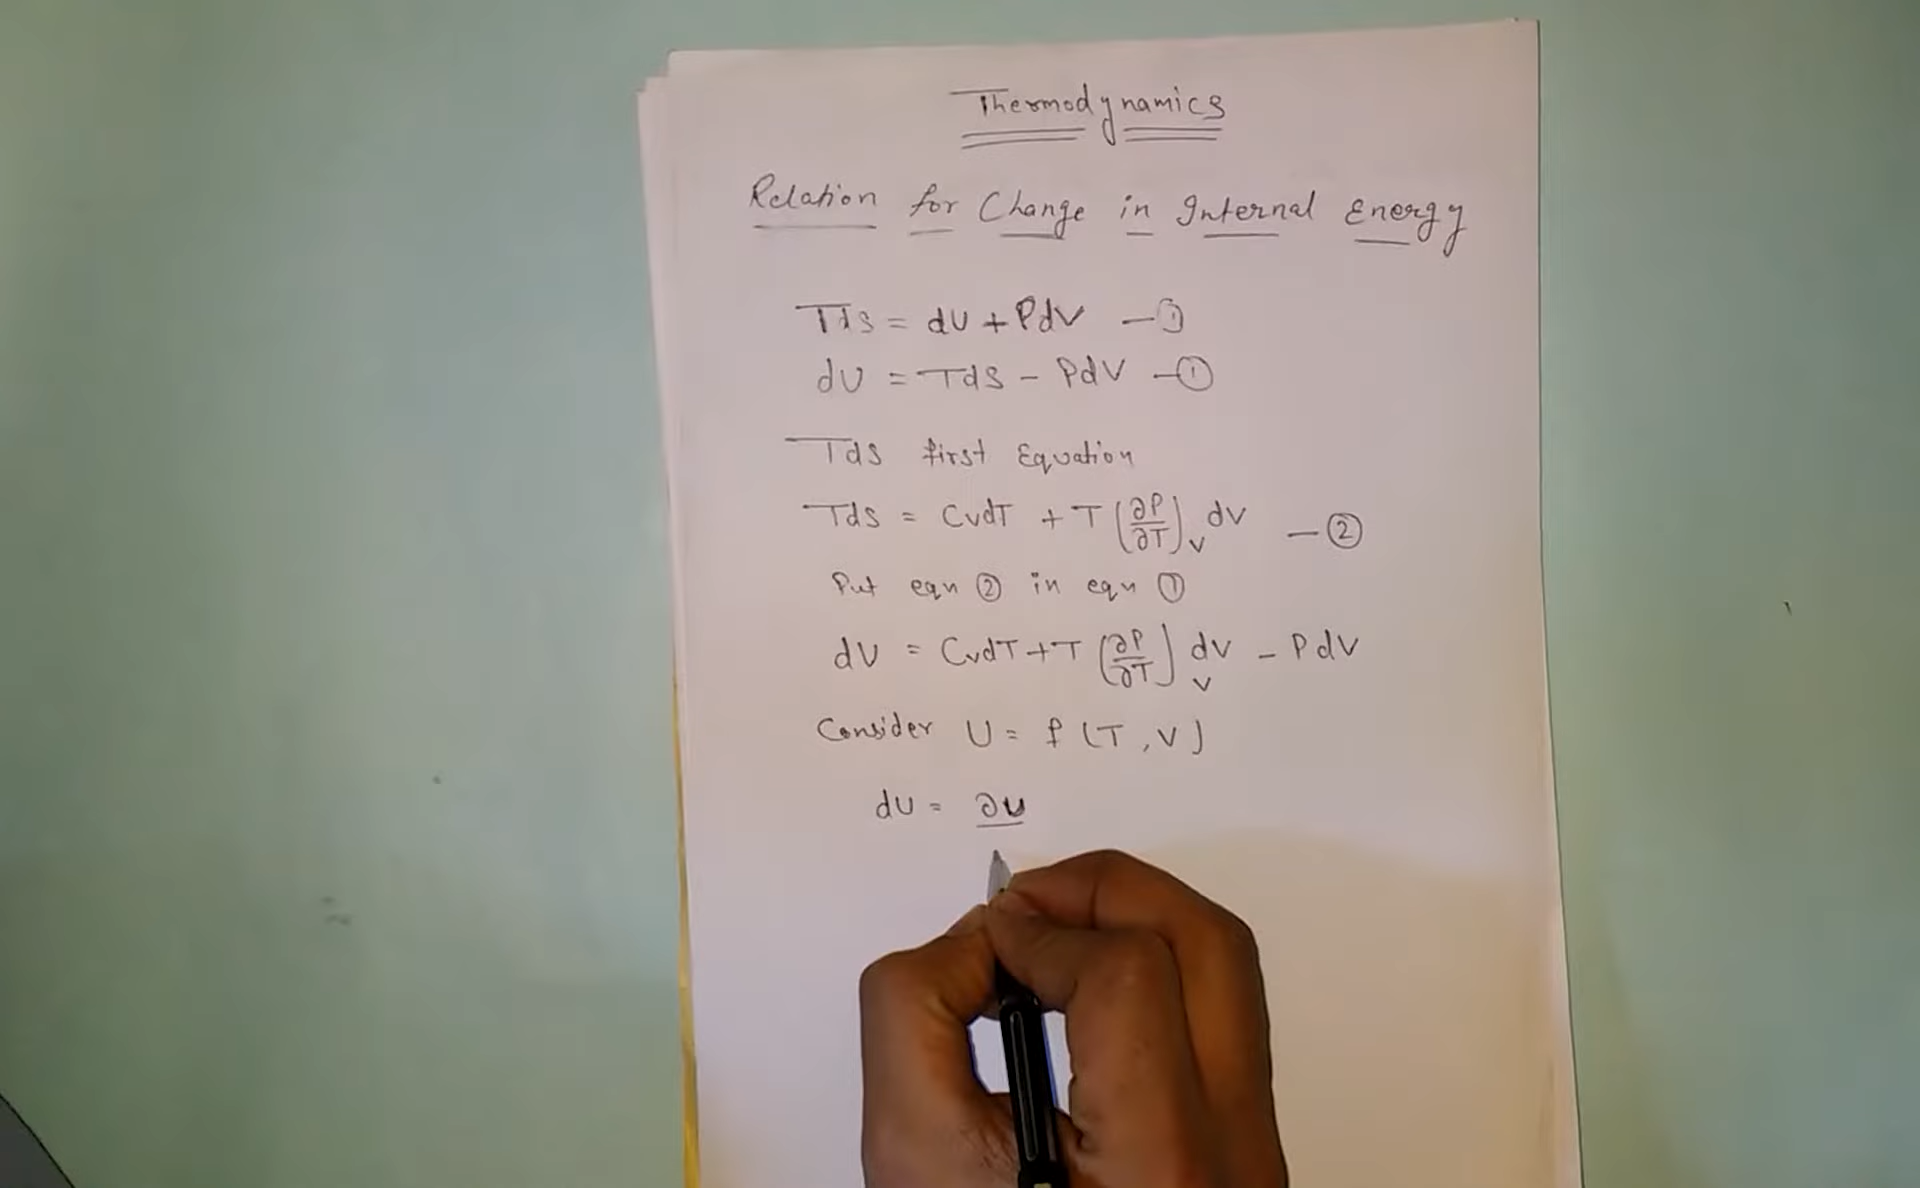 Thermodynamics
Relation for Change in Internal Energy
Tds = dU + PdV — ①
dU = Tds - PdV — ①
Tds first Equation
Tds = CvdT + T (∂P/∂T)v dV — ②
Put eqn ② in eqn ①
dU = CvdT + T (∂P/∂T)v dV - PdV
Consider U = f (T, V)
dU = ∂U